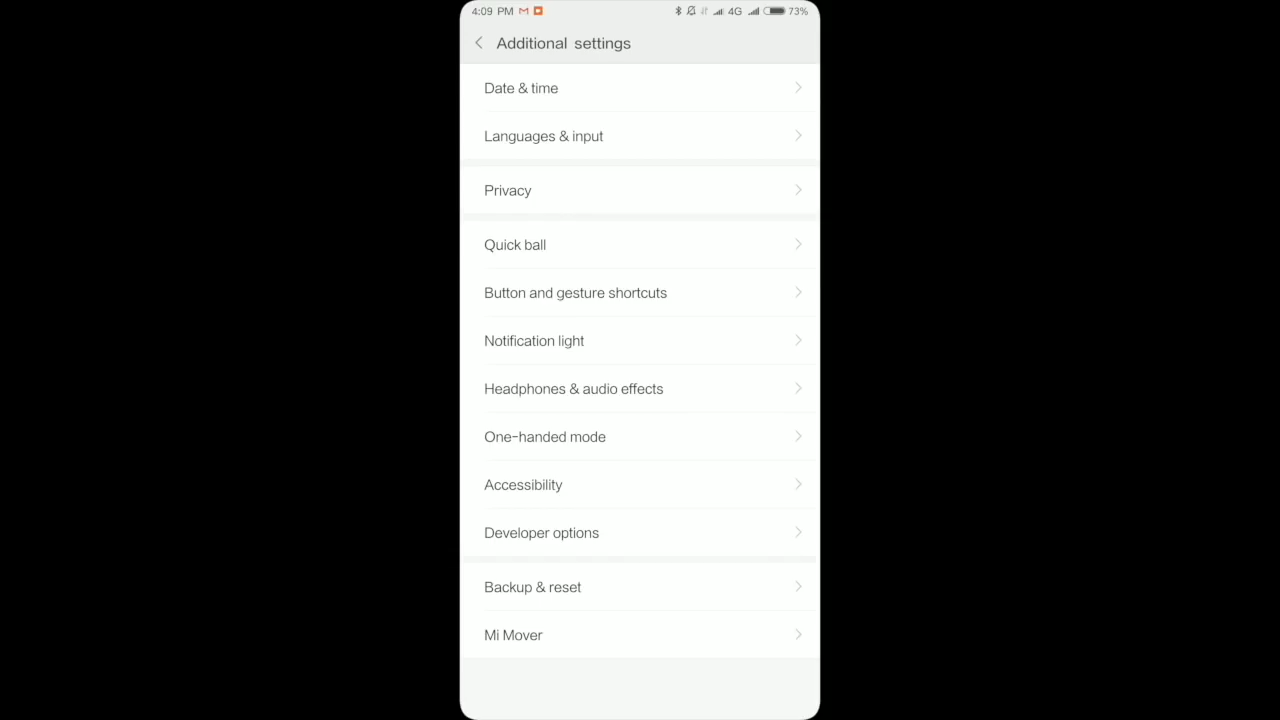 4:09 PM
4G 73%
Additional settings
Date & time
Languages & input
Privacy
Quick ball
Button and gesture shortcuts
Notification light
Headphones & audio effects
One-handed mode
Accessibility
Developer options
Backup & reset
Mi Mover